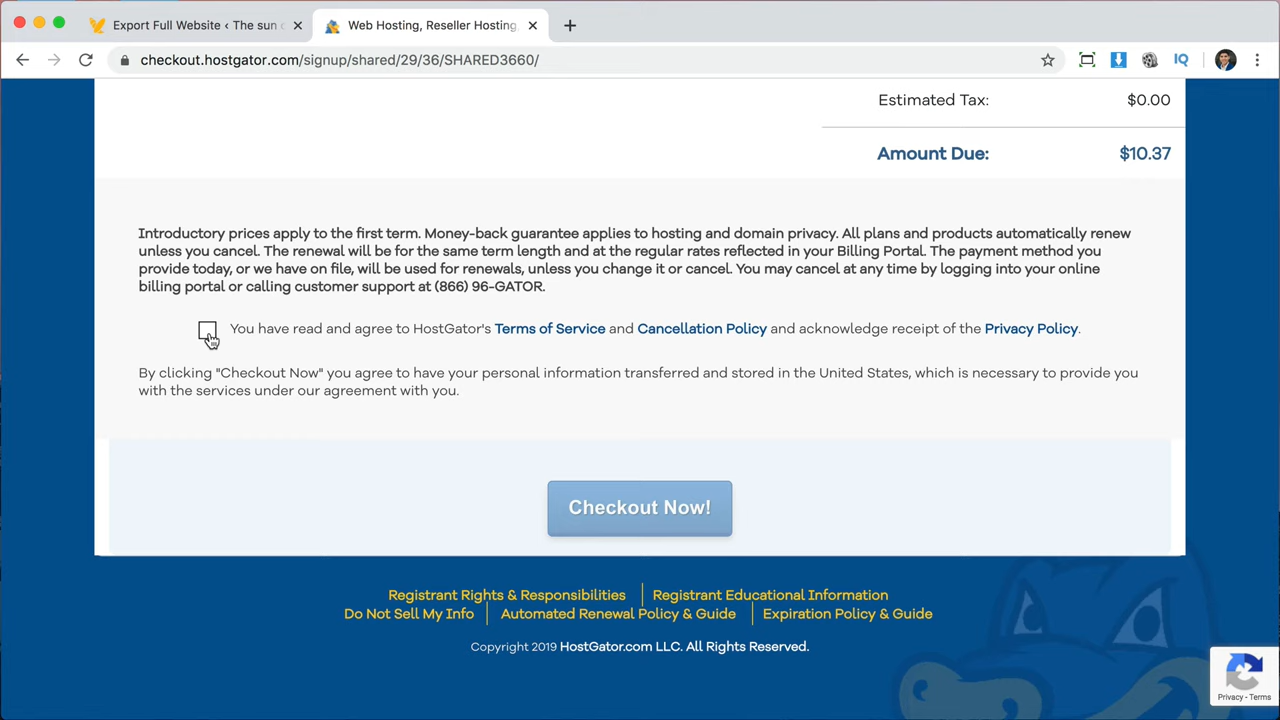 Export Full Website ‹ The sun
Web Hosting, Reseller Hosting,
checkout.hostgator.com/signup/shared/29/36/SHARED3660/
IQ
Estimated Tax: $0.00
Amount Due: $10.37
Introductory prices apply to the first term. Money-back guarantee applies to hosting and domain privacy. All plans and products automatically renew
unless you cancel. The renewal will be for the same term length and at the regular rates reflected in your Billing Portal. The payment method you
provide today, or we have on file, will be used for renewals, unless you change it or cancel. You may cancel at any time by logging into your online
billing portal or calling customer support at (866) 96-GATOR.
You have read and agree to HostGator's Terms of Service and Cancellation Policy and acknowledge receipt of the Privacy Policy.
By clicking "Checkout Now" you agree to have your personal information transferred and stored in the United States, which is necessary to provide you
with the services under our agreement with you.
Checkout Now!
Registrant Rights & Responsibilities
Registrant Educational Information
Do Not Sell My Info
Automated Renewal Policy & Guide
Expiration Policy & Guide
Copyright 2019 HostGator.com LLC. All Rights Reserved.
Privacy - Terms